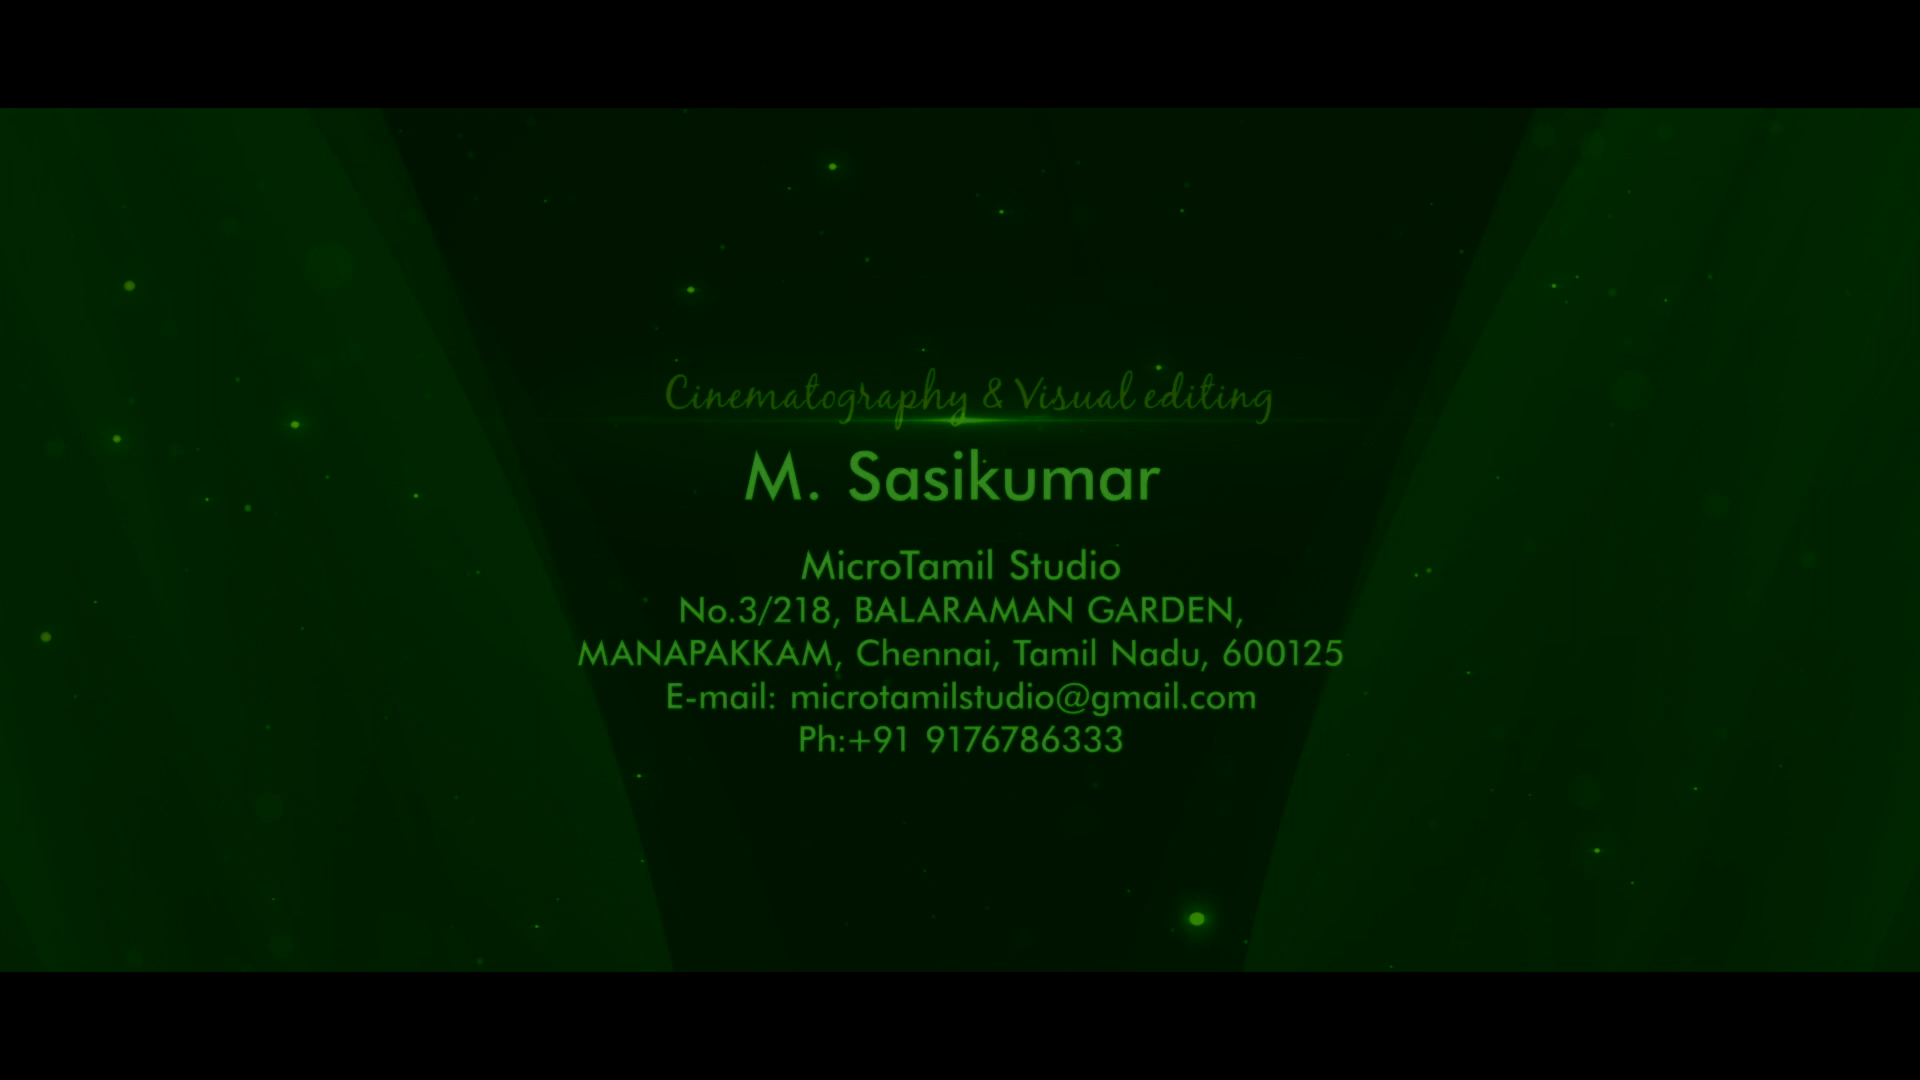 Cinematography & Visual editing
M. Sasikumar
MicroTamil Studio
No.3/218, BALARAMAN GARDEN,
MANAPAKKAM, Chennai, Tamil Nadu, 600125
E-mail: microtamilstudio@gmail.com
Ph:+91 9176786333